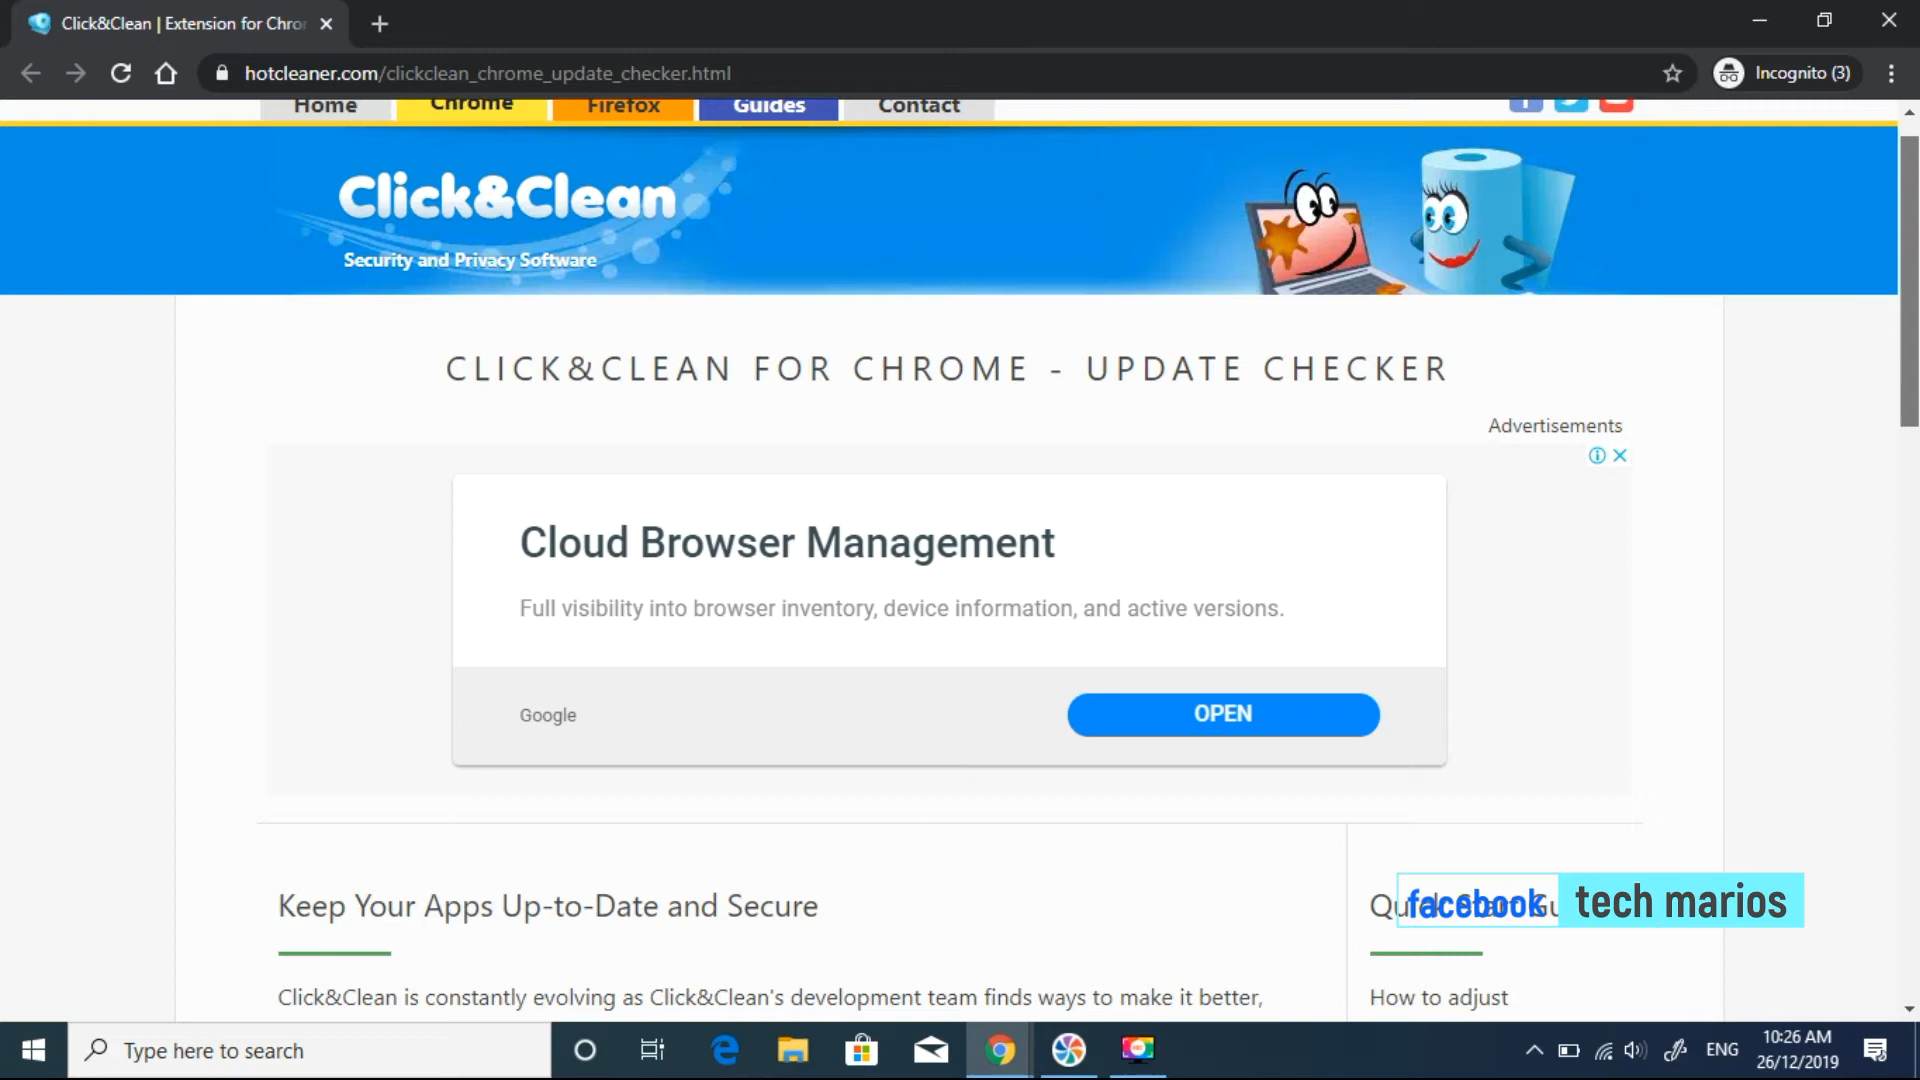 Click&Clean | Extension for Chro
hotcleaner.com/clickclean_chrome_update_checker.html
Incognito (3)
Home
Chrome
Firefox
Guides
Contact
Click&Clean
Security and Privacy Software
CLICK&CLEAN FOR CHROME - UPDATE CHECKER
Advertisements
Cloud Browser Management
Full visibility into browser inventory, device information, and active versions.
Google
OPEN
Keep Your Apps Up-to-Date and Secure
facebook tech marios
Click&Clean is constantly evolving as Click&Clean's development team finds ways to make it better,
How to adjust
Type here to search
ENG
10:26 AM
26/12/2019